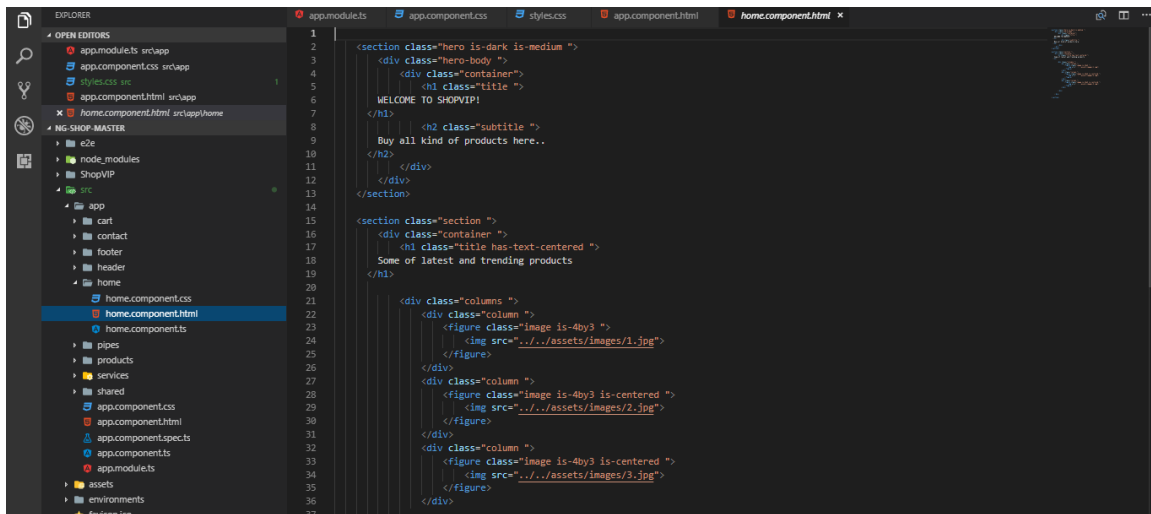 EXPLORER
OPEN EDITORS
app.module.ts src\app
app.component.css src\app
styles.css src 1
app.component.html src\app
home.component.html src\app\home
NG-SHOP-MASTER
e2e
node_modules
ShopVIP
src
app
cart
contact
footer
header
home
home.component.css
home.component.html
home.component.ts
pipes
products
services
shared
app.component.css
app.component.html
app.component.spec.ts
app.component.ts
app.module.ts
assets
environments
favicon.ico
app.module.ts app.component.css styles.css app.component.html home.component.html
1
2 <section class="hero is-dark is-medium ">
3 <div class="hero-body ">
4 <div class="container">
5 <h1 class="title ">
6 WELCOME TO SHOPVIP!
7 </h1>
8 <h2 class="subtitle ">
9 Buy all kind of products here..
10 </h2>
11 </div>
12 </div>
13 </section>
14
15 <section class="section ">
16 <div class="container ">
17 <h1 class="title has-text-centered ">
18 Some of latest and trending products
19 </h1>
20
21 <div class="columns ">
22 <div class="column ">
23 <figure class="image is-4by3 ">
24 <img src="../../assets/images/1.jpg">
25 </figure>
26 </div>
27 <div class="column ">
28 <figure class="image is-4by3 is-centered ">
29 <img src="../../assets/images/2.jpg">
30 </figure>
31 </div>
32 <div class="column ">
33 <figure class="image is-4by3 is-centered ">
34 <img src="../../assets/images/3.jpg">
35 </figure>
36 </div>
37